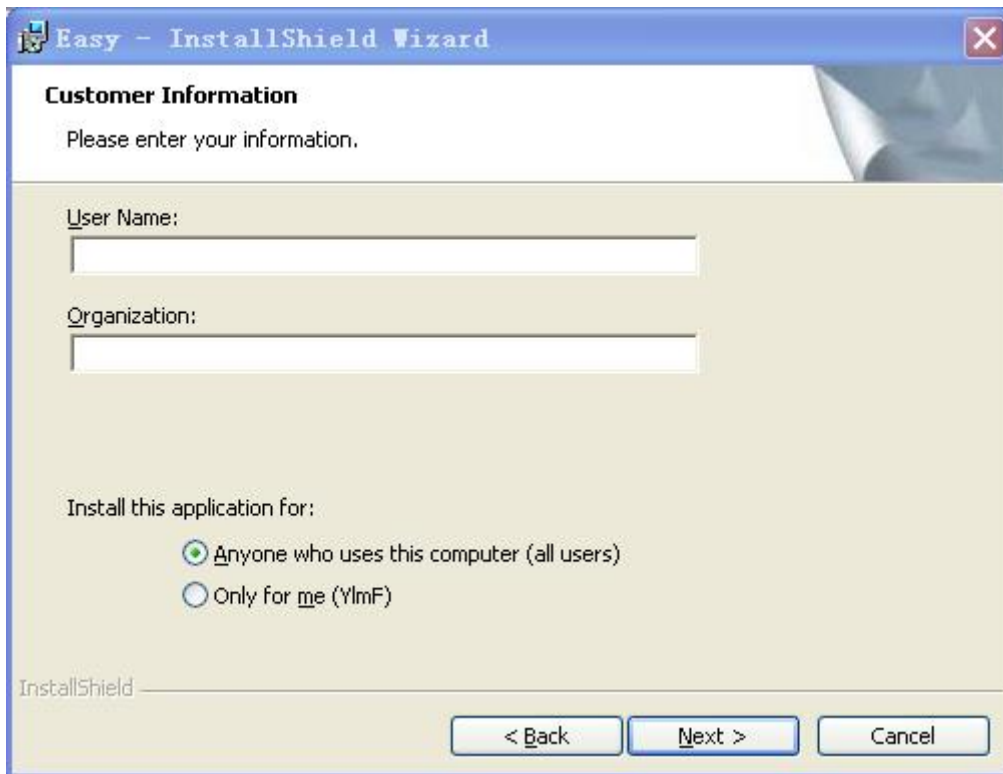 Easy - InstallShield Wizard
Customer Information
Please enter your information.
User Name:
Organization:
Install this application for:
Anyone who uses this computer (all users)
Only for me (YlmF)
InstallShield
< Back Next > Cancel